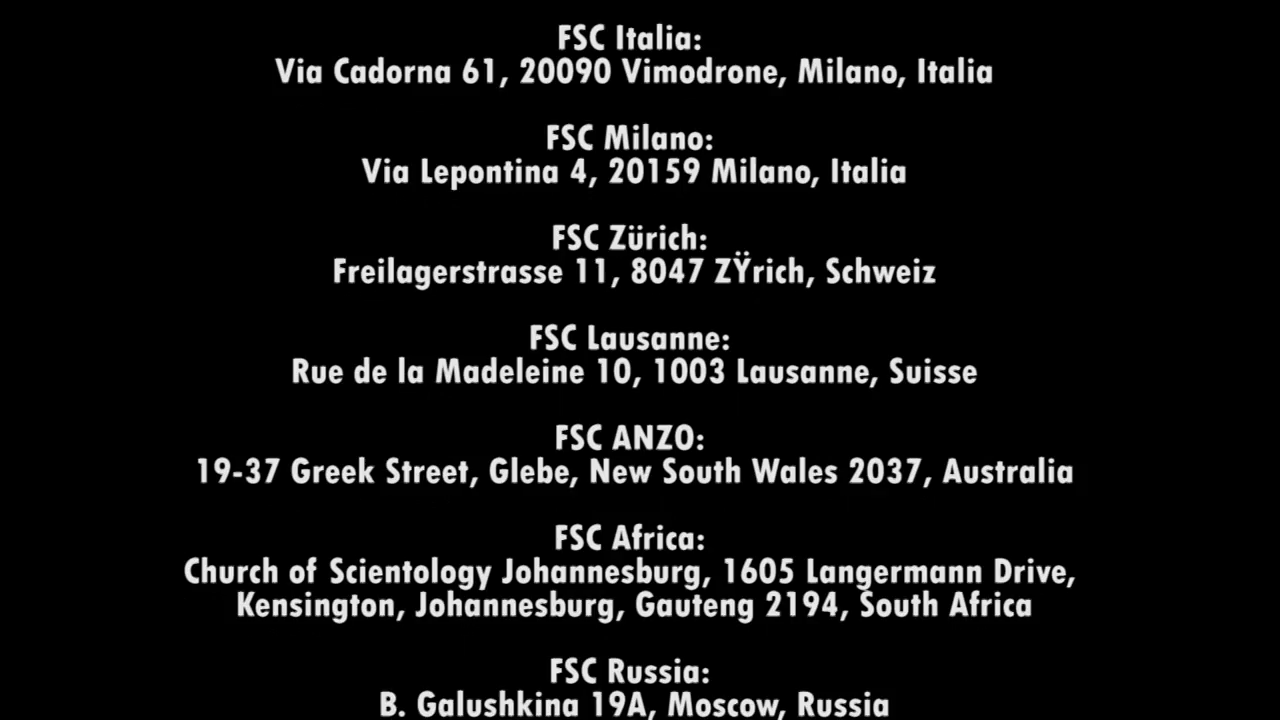 FSC Italia:
Via Cadorna 61, 20090 Vimodrone, Milano, Italia
FSC Milano:
Via Lepontina 4, 20159 Milano, Italia
FSC Zürich:
Freilagerstrasse 11, 8047 ZŸrich, Schweiz
FSC Lausanne:
Rue de la Madeleine 10, 1003 Lausanne, Suisse
FSC ANZO:
19-37 Greek Street, Glebe, New South Wales 2037, Australia
FSC Africa:
Church of Scientology Johannesburg, 1605 Langermann Drive,
Kensington, Johannesburg, Gauteng 2194, South Africa
FSC Russia:
B. Galushkina 19A, Moscow, Russia